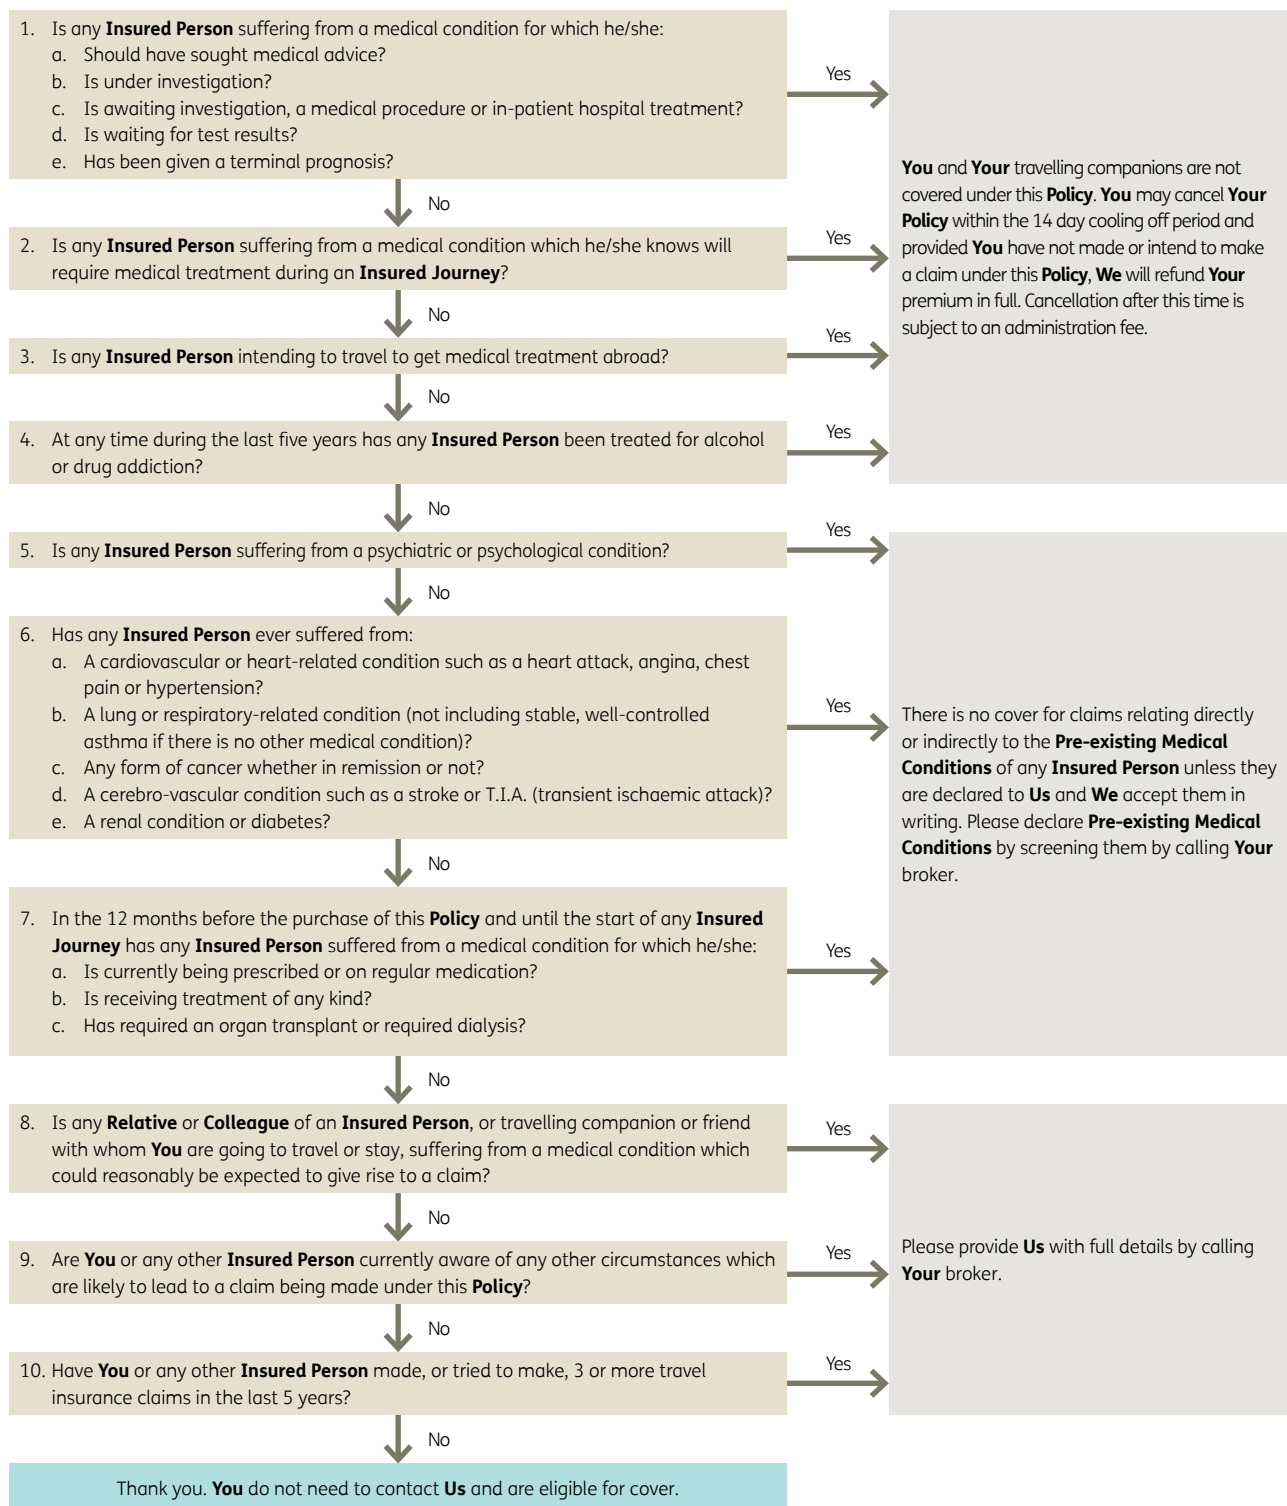 1. Is any Insured Person suffering from a medical condition for which he/she:
a. Should have sought medical advice?
b. Is under investigation?
c. Is awaiting investigation, a medical procedure or in-patient hospital treatment?
d. Is waiting for test results?
e. Has been given a terminal prognosis?
Yes
No
2. Is any Insured Person suffering from a medical condition which he/she knows will
require medical treatment during an Insured Journey?
Yes
No
3. Is any Insured Person intending to travel to get medical treatment abroad?
Yes
No
4. At any time during the last five years has any Insured Person been treated for alcohol
or drug addiction?
Yes
You and Your travelling companions are not
covered under this Policy. You may cancel Your
Policy within the 14 day cooling off period and
provided You have not made or intend to make
a claim under this Policy, We will refund Your
premium in full. Cancellation after this time is
subject to an administration fee.
No
5. Is any Insured Person suffering from a psychiatric or psychological condition?
Yes
No
6. Has any Insured Person ever suffered from:
a. A cardiovascular or heart-related condition such as a heart attack, angina, chest
pain or hypertension?
b. A lung or respiratory-related condition (not including stable, well-controlled
asthma if there is no other medical condition)?
c. Any form of cancer whether in remission or not?
d. A cerebro-vascular condition such as a stroke or T.I.A. (transient ischaemic attack)?
e. A renal condition or diabetes?
Yes
No
7. In the 12 months before the purchase of this Policy and until the start of any Insured
Journey has any Insured Person suffered from a medical condition for which he/she:
a. Is currently being prescribed or on regular medication?
b. Is receiving treatment of any kind?
c. Has required an organ transplant or required dialysis?
Yes
There is no cover for claims relating directly
or indirectly to the Pre-existing Medical
Conditions of any Insured Person unless they
are declared to Us and We accept them in
writing. Please declare Pre-existing Medical
Conditions by screening them by calling Your
broker.
No
8. Is any Relative or Colleague of an Insured Person, or travelling companion or friend
with whom You are going to travel or stay, suffering from a medical condition which
could reasonably be expected to give rise to a claim?
Yes
No
9. Are You or any other Insured Person currently aware of any other circumstances which
are likely to lead to a claim being made under this Policy?
Yes
No
10. Have You or any other Insured Person made, or tried to make, 3 or more travel
insurance claims in the last 5 years?
Yes
Please provide Us with full details by calling
Your broker.
No
Thank you. You do not need to contact Us and are eligible for cover.